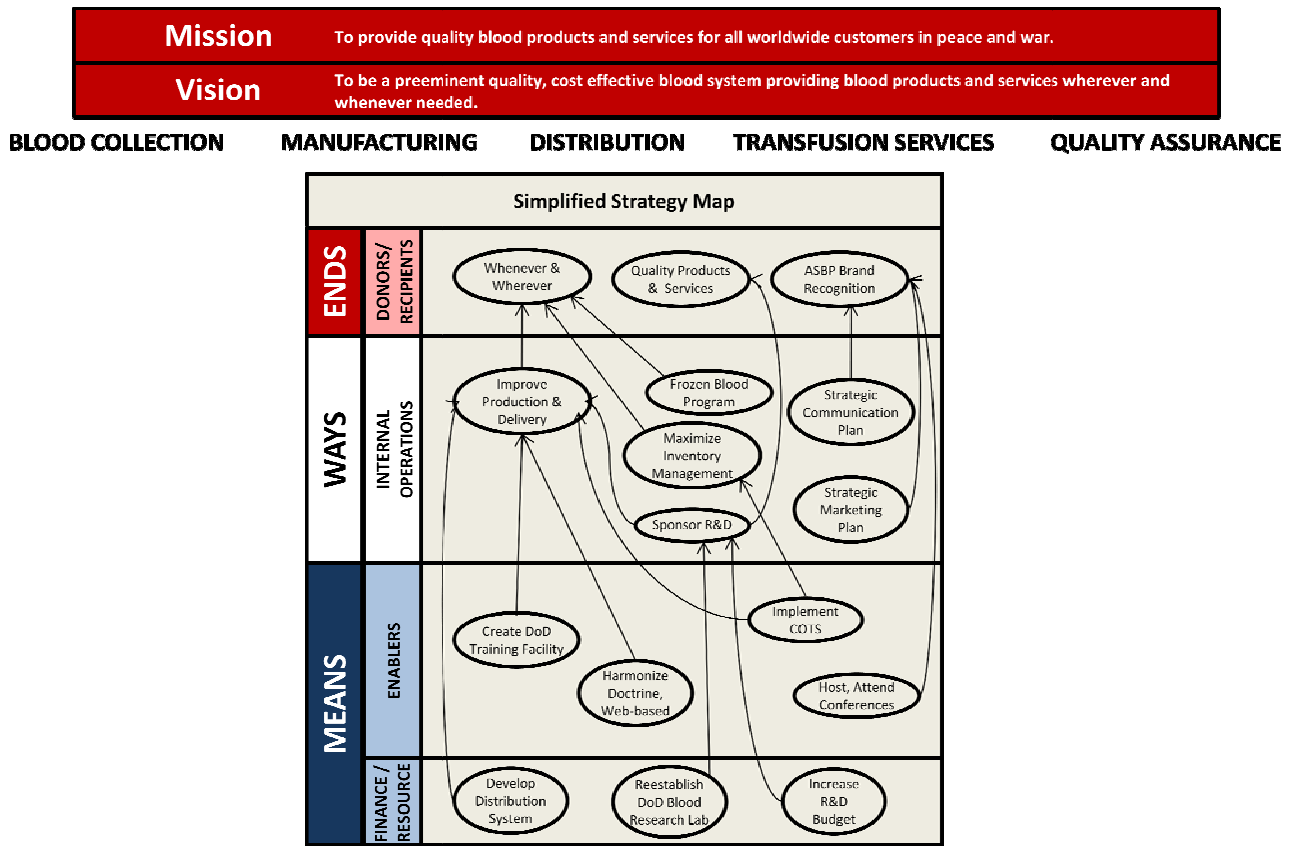 Mission
To provide quality blood products and services for all worldwide customers in peace and war.
Vision
To be a preeminent quality, cost effective blood system providing blood products and services wherever and
whenever needed.
BLOOD COLLECTION MANUFACTURING DISTRIBUTION TRANSFUSION SERVICES QUALITY ASSURANCE
Simplified Strategy Map
ENDS
DONORS/
RECIPIENTS
Whenever &
Wherever
Quality Products
& Services
ASBP Brand
Recognition
WAYS
INTERNAL
OPERATIONS
Improve
Production &
Delivery
Frozen Blood
Program
Maximize
Inventory
Management
Sponsor R&D
Strategic
Communication
Plan
Strategic
Marketing
Plan
MEANS
ENABLERS
Create DoD
Training Facility
Harmonize
Doctrine,
Web-based
Implement
COTS
Host, Attend
Conferences
FINANCE /
RESOURCE
Develop
Distribution
System
Reestablish
DoD Blood
Research Lab
Increase
R&D
Budget